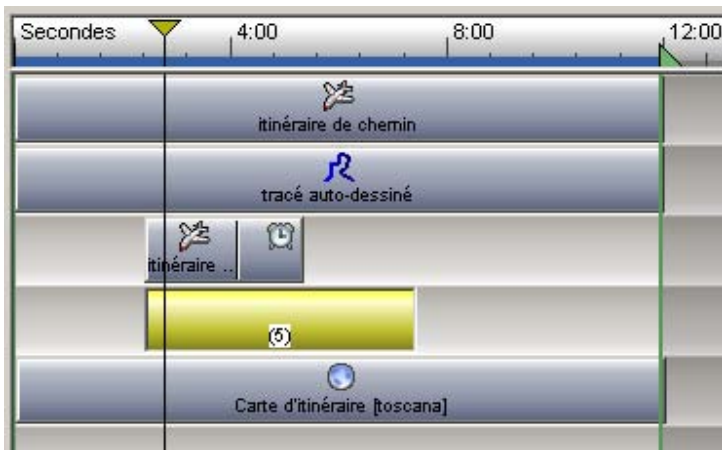 Secondes 4:00 8:00 12:00
itinéraire de chemin
tracé auto-dessiné
itinéraire ...
(5)
Carte d'itinéraire [toscana]